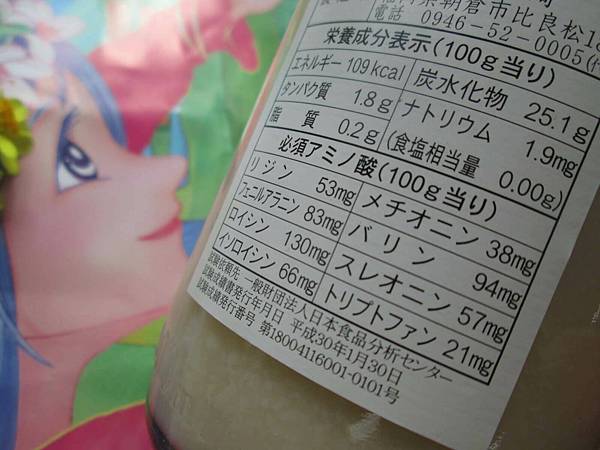 県朝倉市比良松
電話 0946-52-0005
栄養成分表示(100g当り)
エネルギー 109kcal 炭水化物 25.1g
タンパク質 1.8g ナトリウム 1.9mg
脂質 0.2g (食塩相当量 0.00g)
必須アミノ酸(100g当り)
リジン 53mg メチオニン 38mg
フェニルアラニン 83mg バリン 94mg
ロイシン 130mg スレオニン 57mg
イソロイシン 66mg トリプトファン 21mg
試験依頼先 一般財団法人日本食品分析センター
試験成績書発行年月日 平成30年1月30日
試験成績発行番号 第18004116001-0101号